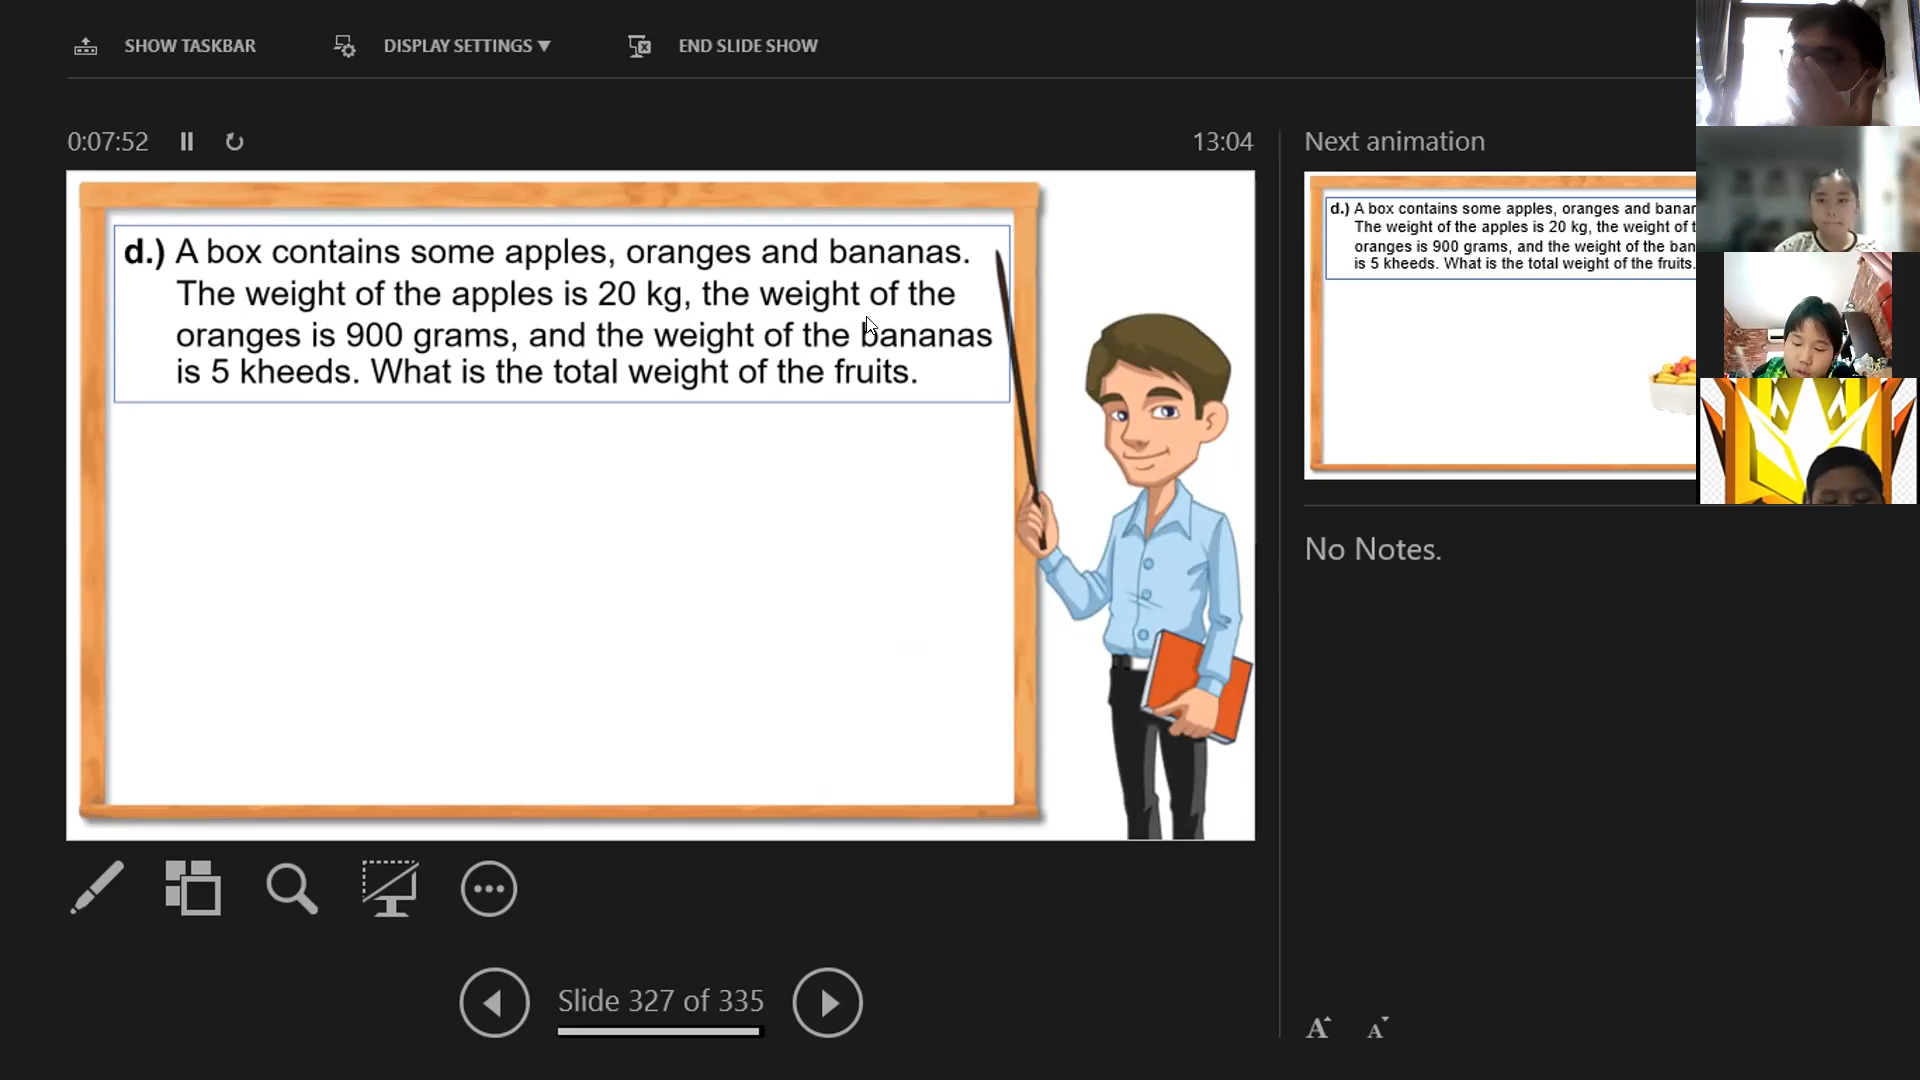 SHOW TASKBAR
DISPLAY SETTINGS ▼
END SLIDE SHOW
0:07:52
13:04
d.) A box contains some apples, oranges and bananas.
The weight of the apples is 20 kg, the weight of the
oranges is 900 grams, and the weight of the bananas
is 5 kheeds. What is the total weight of the fruits.
Slide 327 of 335
Next animation
d.) A box contains some apples, oranges and
The weight of the apples is 20 kg, the weight of
oranges is 900 grams, and the weight of the
is 5 kheeds. What is the total weight of the fruits.
No Notes.
A A